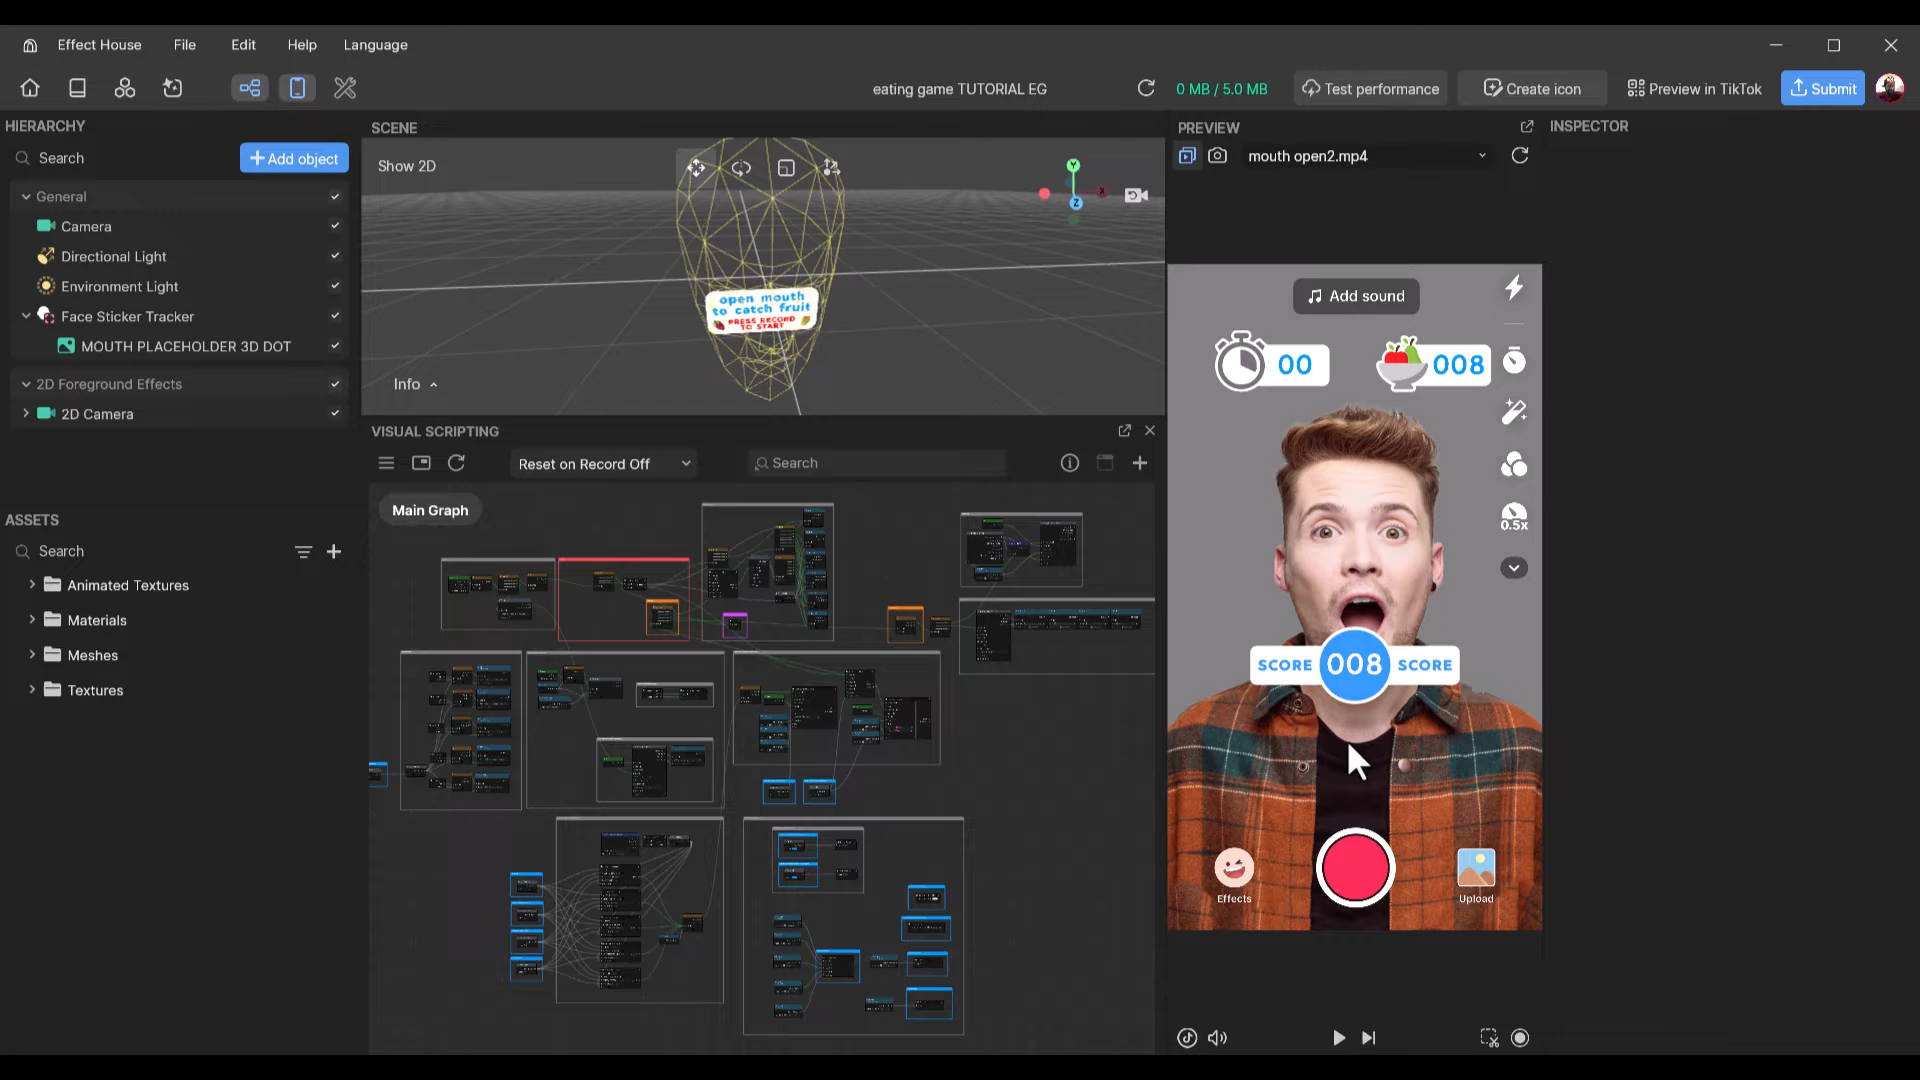 Effect House
File
Edit
Help
Language
eating game TUTORIAL EG
0 MB / 5.0 MB
Test performance
Create icon
Preview in TikTok
Submit
HIERARCHY
Search
Add object
General
Camera
Directional Light
Environment Light
Face Sticker Tracker
MOUTH PLACEHOLDER 3D DOT
2D Foreground Effects
2D Camera
ASSETS
Search
Animated Textures
Materials
Meshes
Textures
SCENE
Show 2D
Y
X
Z
open mouth
to catch fruit
PRESS RECORD
TO START
Info
VISUAL SCRIPTING
Reset on Record Off
Search
Main Graph
PREVIEW
mouth open2.mp4
Add sound
00
008
0.5x
SCORE 008 SCORE
Effects
Upload
INSPECTOR